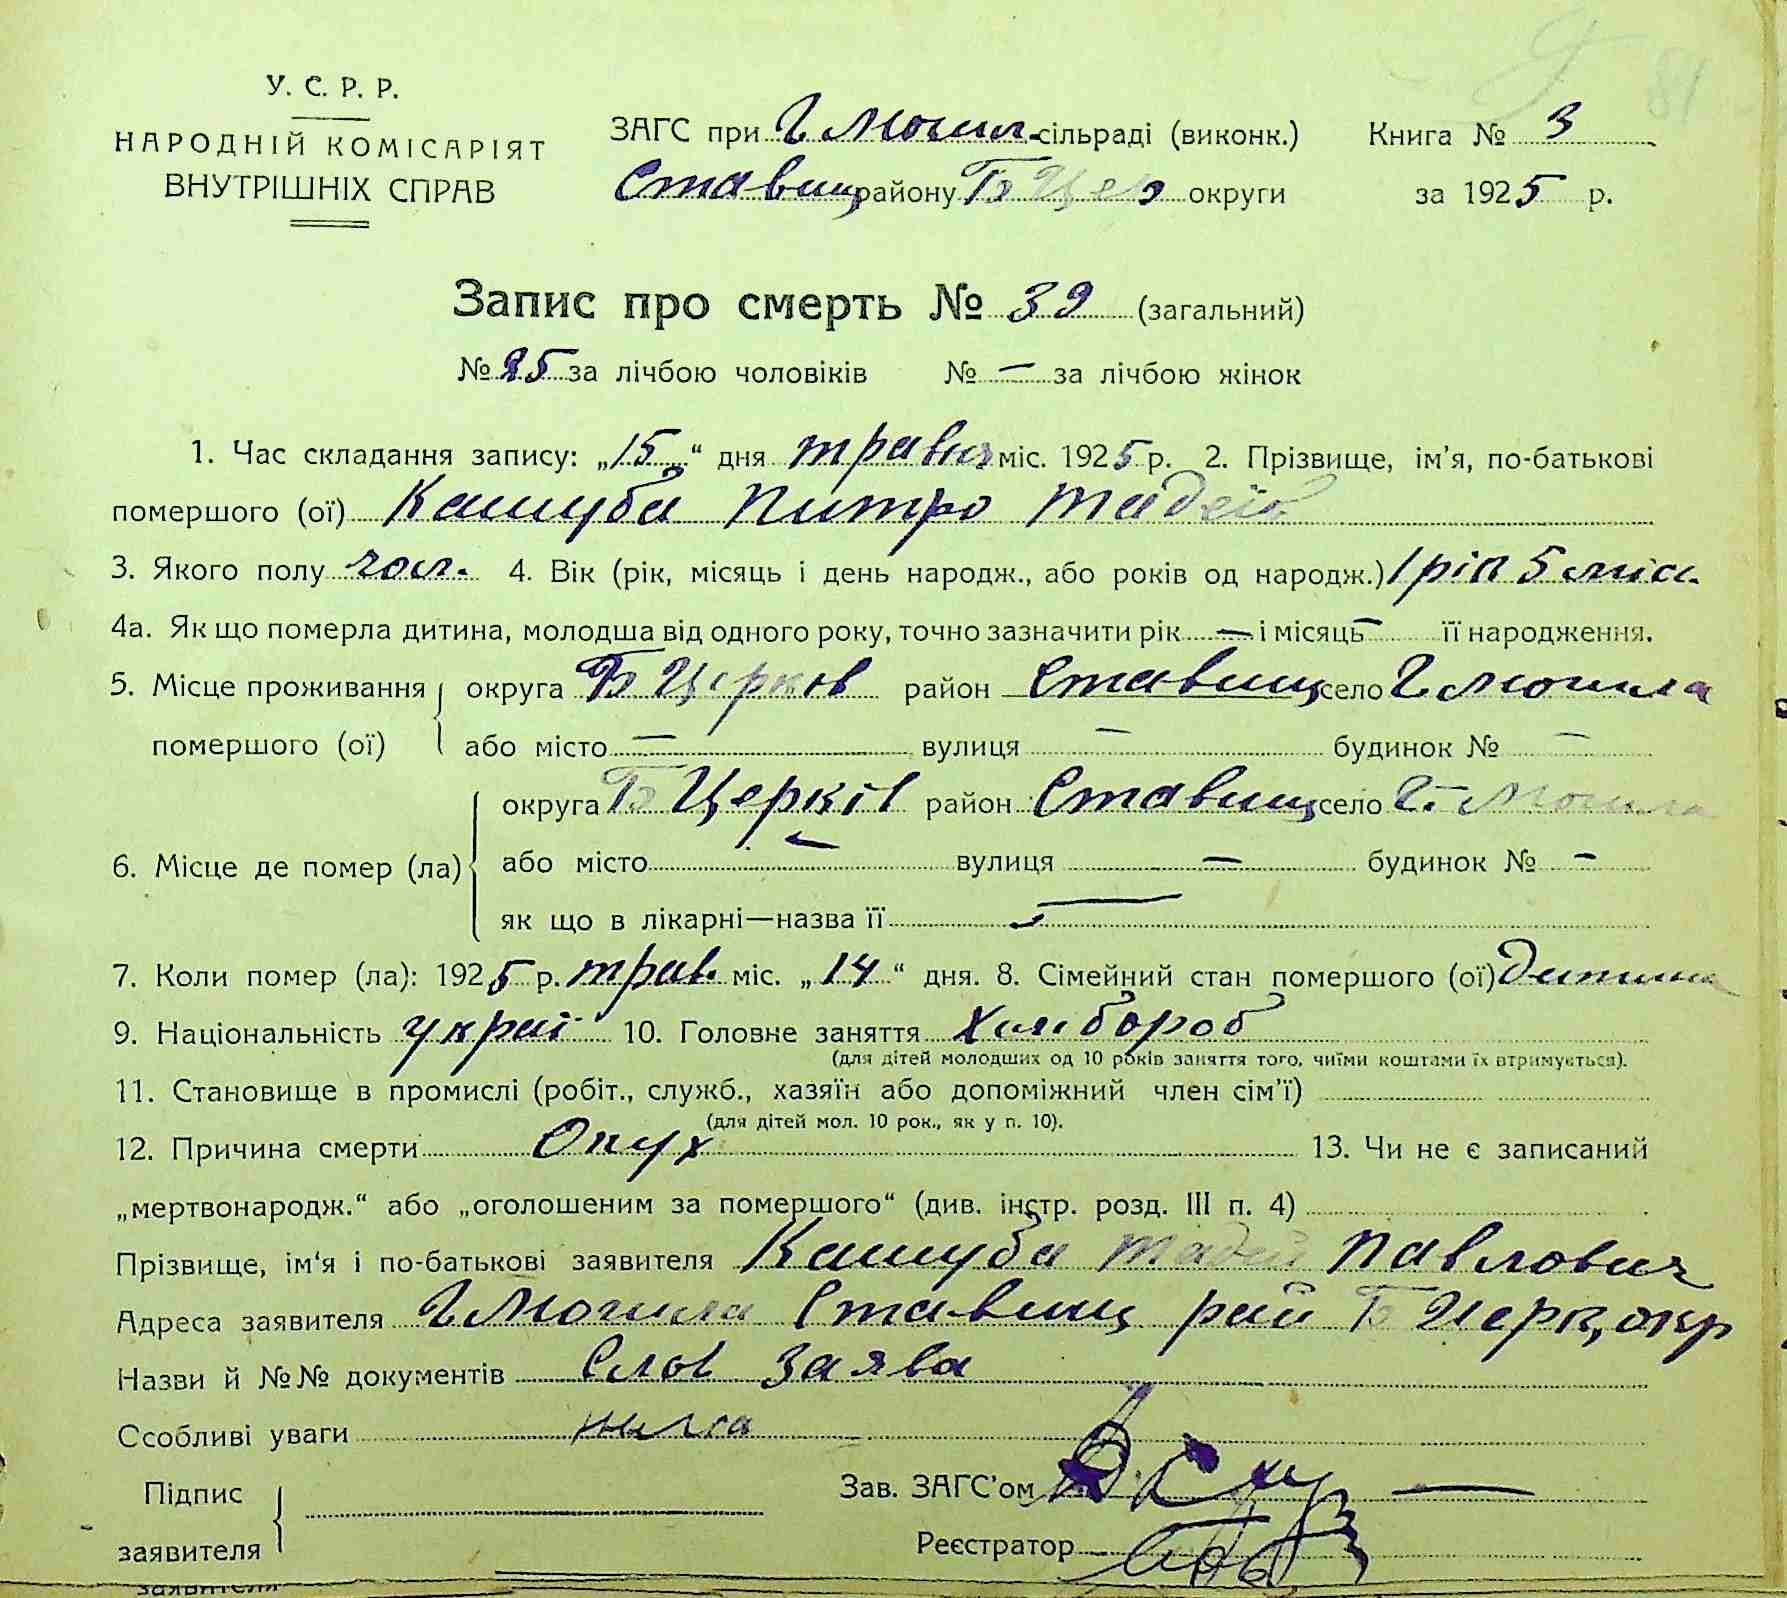 81
У. С. Р. Р.
НАРОДНІЙ КОМІСАРІЯТ
ВНУТРІШНІХ СПРАВ
ЗАГС при Г Могил. сільраді (виконк.) Книга № 3
Ставищ району Б Церо округи за 1925 р.
Запис про смерть № 39 (загальний)
№ 25 за лічбою чоловіків № — за лічбою жінок
1. Час складання запису: „15“ дня травня міс. 1925 р. 2. Прізвище, ім’я, по-батькові
помершого (ої) Кашуба Питро Тадеів
3. Якого полу чол. 4. Вік (рік, місяць і день народж., або років од народж.) 1 рік 5 міс.
4а. Як що померла дитина, молодша від одного року, точно зазначити рік — і місяць — її народження.
5. Місце проживання округа Б Церків район Ставищ село Г Могила
помершого (ої) або місто — вулиця — будинок № —
округа Б Церків район Ставищ село Г. Могила
6. Місце де помер (ла) або місто — вулиця — будинок № —
як що в лікарні—назва її —
7. Коли помер (ла): 1925 р. трав. міс. „14“ дня. 8. Сімейний стан помершого (ої) Дитина
9. Національність украї 10. Головне заняття Хлібороб
(для дітей молодших од 10 років заняття того, чиїми коштами їх втримується).
11. Становище в промислі (робіт., служб., хазяїн або допоміжний член сім’ї)
(для дітей мол. 10 рок., як у п. 10).
12. Причина смерти Опух 13. Чи не є записаний
„мертвонародж.“ або „оголошеним за помершого“ (див. інстр. розд. III п. 4)
Прізвище, ім‘я і по-батькові заявителя Кашуба Тадей Павлович
Адреса заявителя Г Могила Ставищ рай Б Церк, окр
Назви й №№ документів Слов заява
Особливі уваги нима
Підпис
заявителя
Зав. ЗАГС’ом
Реєстратор
заявителя